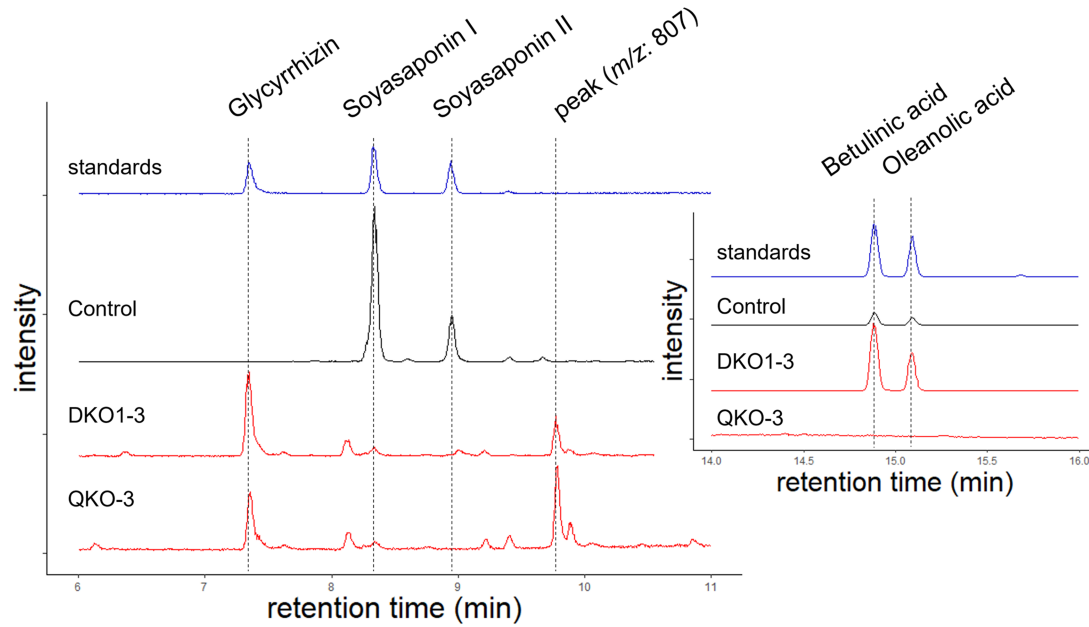 Glycyrrhizin
Soyasaponin I
Soyasaponin II
peak (m/z: 807)
standards
Control
DKO1-3
QKO-3
intensity
6 7 8 9 10 11
retention time (min)
Betulinic acid
Oleanolic acid
standards
Control
DKO1-3
QKO-3
intensity
14.0 14.5 15.0 15.5 16.0
retention time (min)